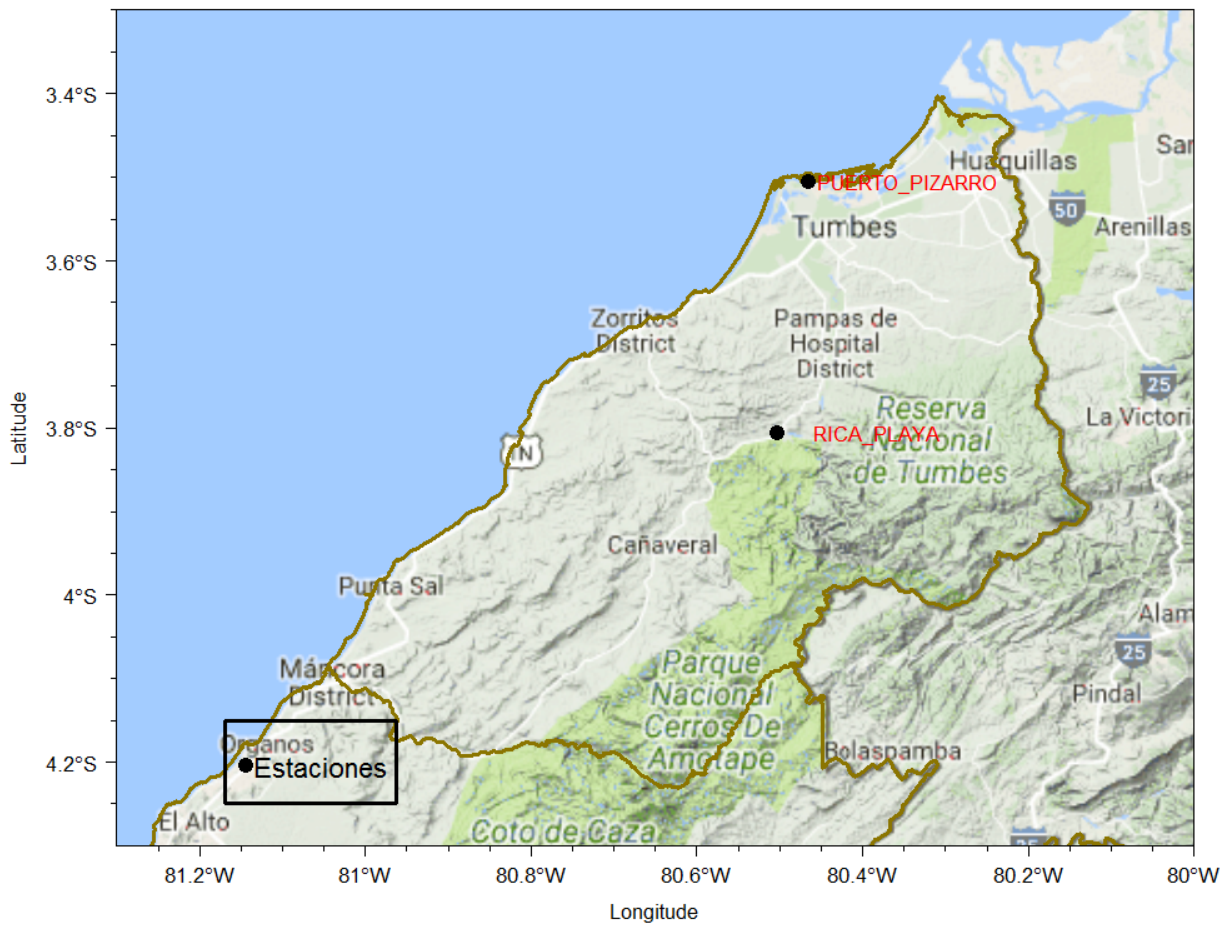 3.4°S
3.6°S
3.8°S
4°S
4.2°S
Latitude
81.2°W
81°W
80.8°W
80.6°W
80.4°W
80.2°W
80°W
Longitude
Huaquillas
San
PUERTO_PIZARRO
50
Tumbes
Arenillas
Zorritos
District
Pampas de
Hospital
District
25
La Victori
Reserva
Nacional
de Tumbes
RICA_PLAYA
1N
Cañaveral
Punta Sal
Alam
25
Máncora
District
Parque
Nacional
Cerros De
Amotape
Pindal
Organos
Estaciones
Bolaspamba
El Alto
Coto de Caza